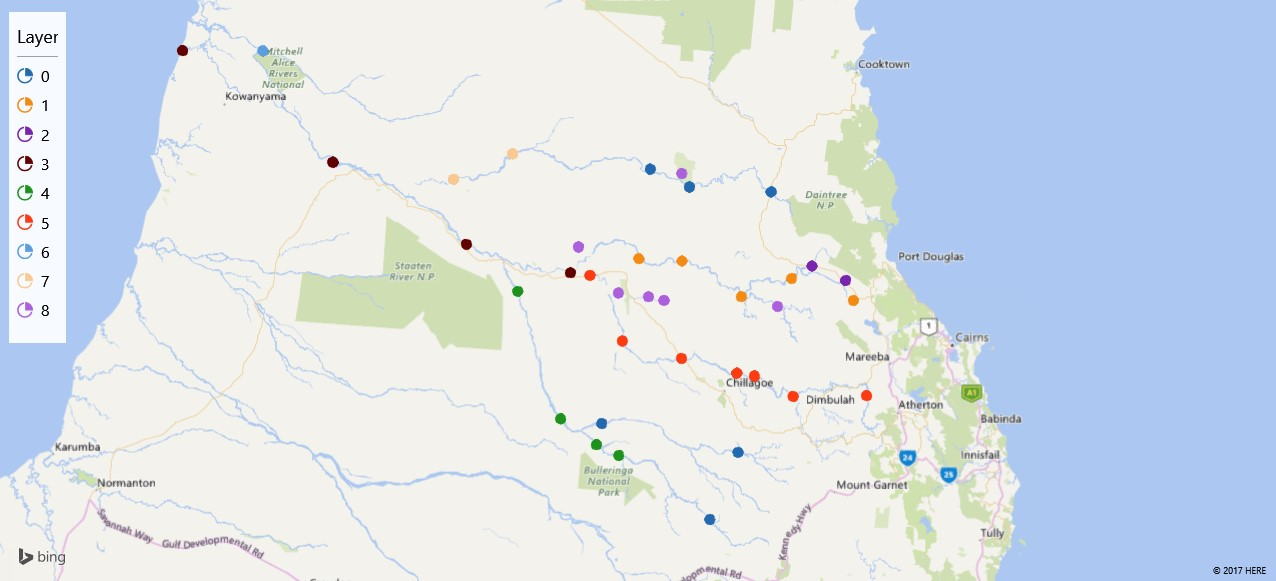 Layer
0
1
2
3
4
5
6
7
8
Mitchell
Alice
Rivers
National
Kowanyama
Cooktown
Daintree
N P
Staaten
River N.P
Port Douglas
1
Cairns
Mareeba
Chillagoe
Dimbulah
A1
Atherton
Babinda
Karumba
24
Innisfail
25
Bulleringa
National
Park
Normanton
Mount Garnet
Savannah Way
Gulf Developmental Rd
Kennedy Hwy
Tully
bing
opmental Rd
© 2017 HERE